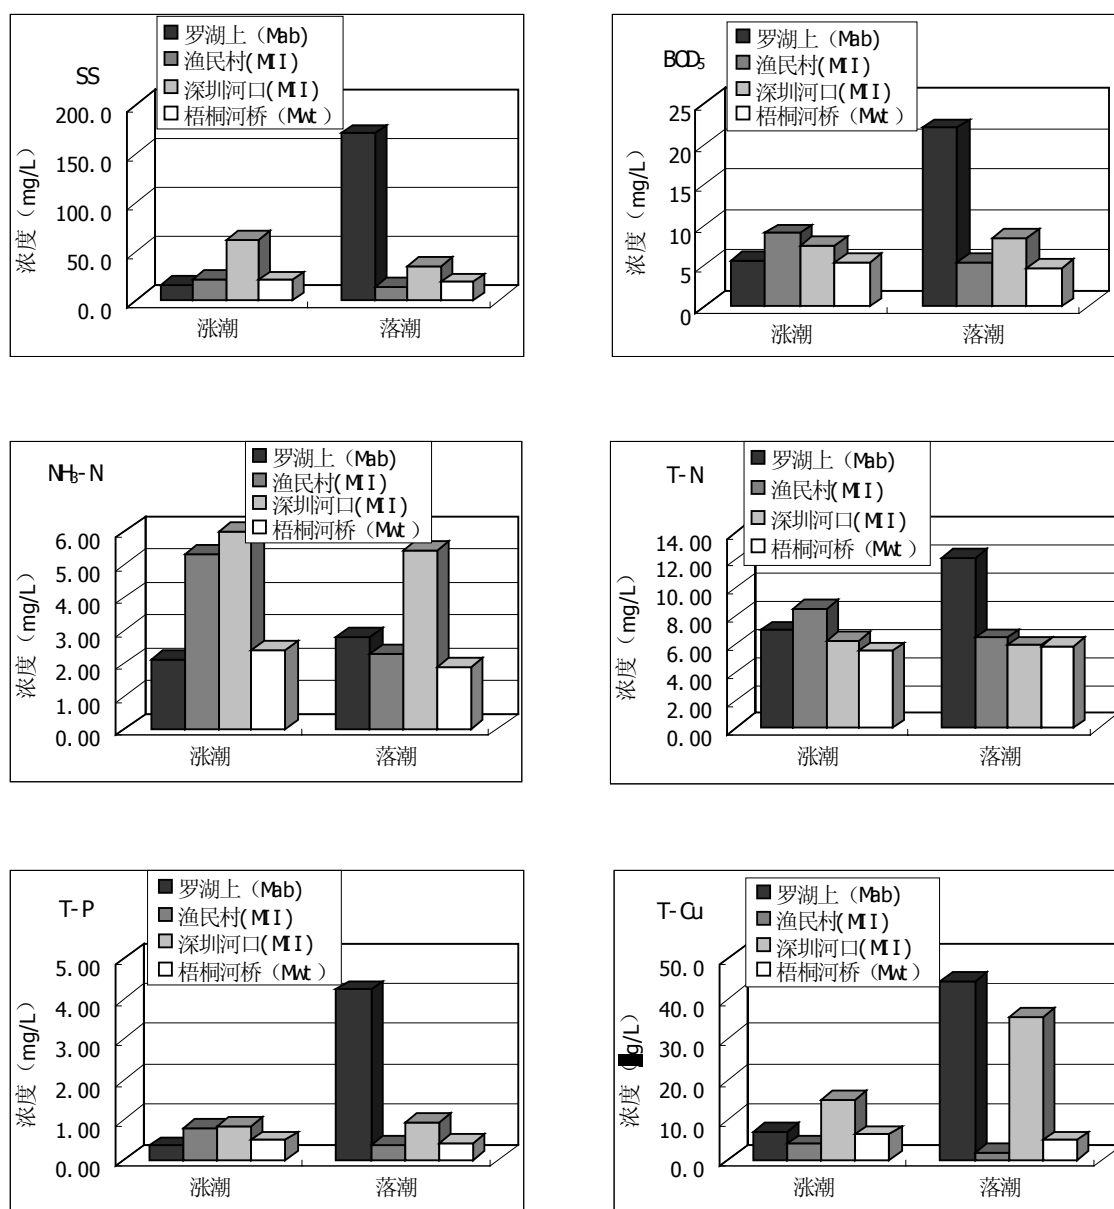 SS
罗湖上（Mab)
渔民村(MII)
深圳河口(MII)
梧桐河桥（Mwt）
浓度（mg/L）
200.0
150.0
100.0
50.0
0.0
涨潮
落潮
BOD₅
罗湖上（Mab)
渔民村(MII)
深圳河口(MII)
梧桐河桥（Mwt）
浓度（mg/L）
25
20
15
10
5
0
涨潮
落潮
NH₃-N
罗湖上（Mab)
渔民村(MII)
深圳河口(MII)
梧桐河桥（Mwt）
浓度（mg/L）
6.00
5.00
4.00
3.00
2.00
1.00
0.00
涨潮
落潮
T-N
罗湖上（Mab)
渔民村(MII)
深圳河口(MII)
梧桐河桥（Mwt）
浓度（mg/L）
14.00
12.00
10.00
8.00
6.00
4.00
2.00
0.00
涨潮
落潮
T-P
罗湖上（Mab)
渔民村(MII)
深圳河口(MII)
梧桐河桥（Mwt）
浓度（mg/L）
5.00
4.00
3.00
2.00
1.00
0.00
涨潮
落潮
T-Cu
罗湖上（Mab)
渔民村(MII)
深圳河口(MII)
梧桐河桥（Mwt）
浓度（ g/L）
50.0
40.0
30.0
20.0
10.0
0.0
涨潮
落潮